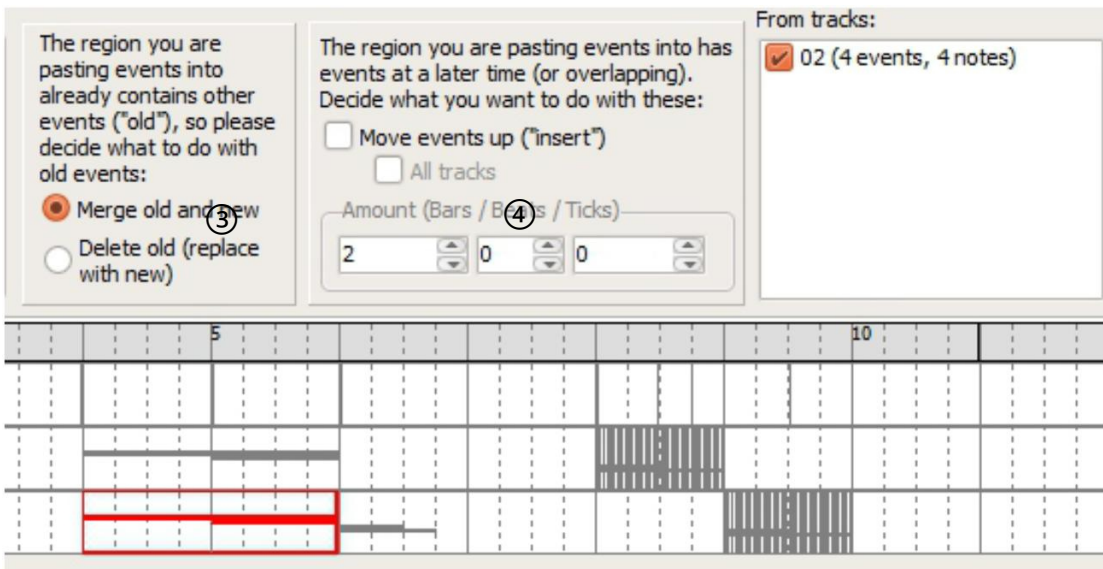 The region you are
pasting events into
already contains other
events ("old"), so please
decide what to do with
old events:
Merge old and new
③
Delete old (replace
with new)
The region you are pasting events into has
events at a later time (or overlapping).
Decide what you want to do with these:
Move events up ("insert")
All tracks
Amount (Bars / Beats / Ticks)
④
2 0 0
From tracks:
02 (4 events, 4 notes)
5 10